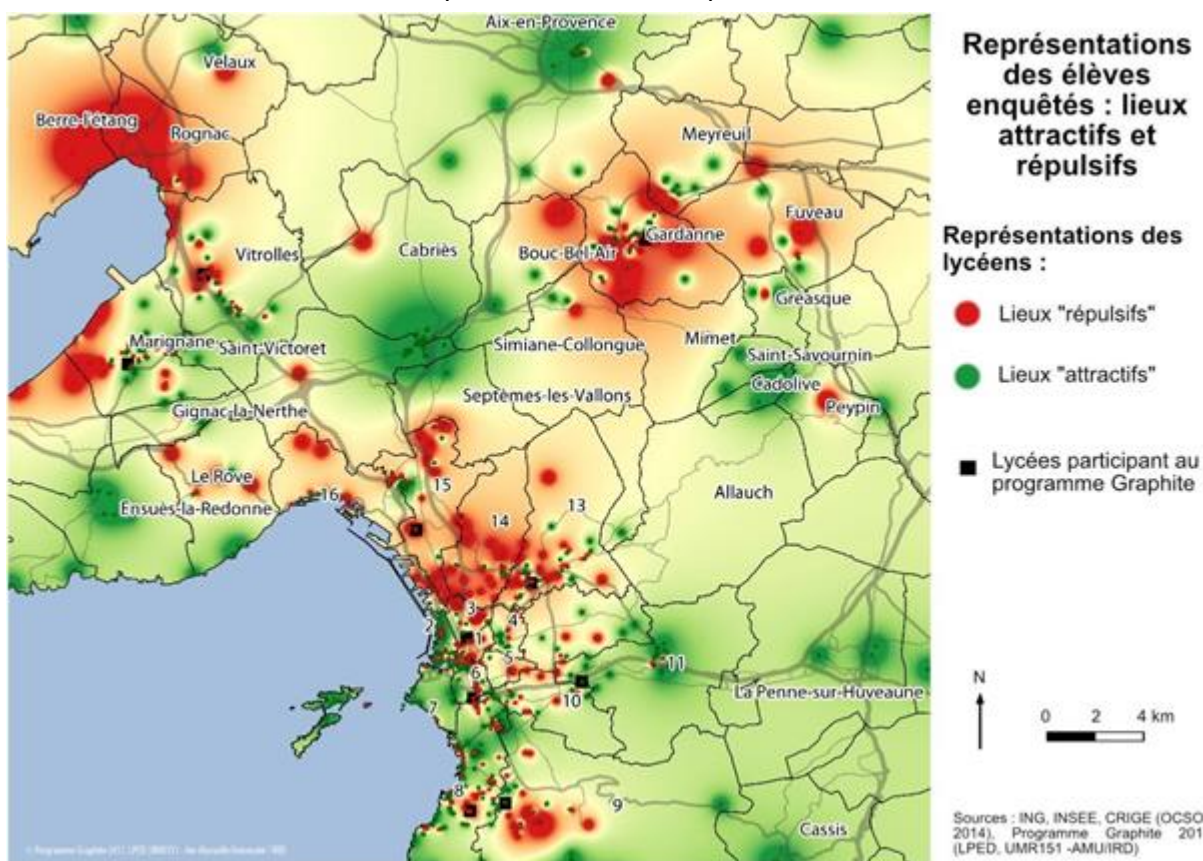 Aix-en-Provence
Velaux
Berre-l'étang
Rognac
Meyreuil
Fuveau
Vitrolles
Cabriès
Bouc-Bel-Air
Gardanne
Gréasque
Marignane
Saint-Victoret
Simiane-Collongue
Mimet
Saint-Savournin
Cadolive
Septèmes-les-Vallons
Peypin
Gignac-la-Nerthe
Le Rove
16
15
14
13
Allauch
Ensuès-la-Redonne
3
2
1
4
5
6
7
10
11
La Penne-sur-Huveaune
8
9
Cassis
Représentations
des élèves
enquêtés : lieux
attractifs et
répulsifs
Représentations des
lycéens :
Lieux "répulsifs"
Lieux "attractifs"
Lycées participant au
programme Graphite
N
0 2 4 km
Sources : ING, INSEE, CRIGE (OCSO
2014), Programme Graphite 201
(LPED, UMR151 -AMU/IRD)